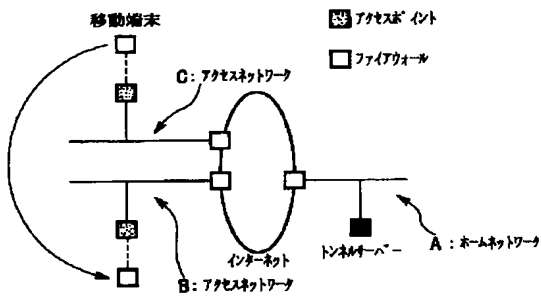 移動端末
アクセスポイント
ファイアウォール
C：アクセスネットワーク
インターネット
トンネルサーバー
A：ホームネットワーク
B：アクセスネットワーク